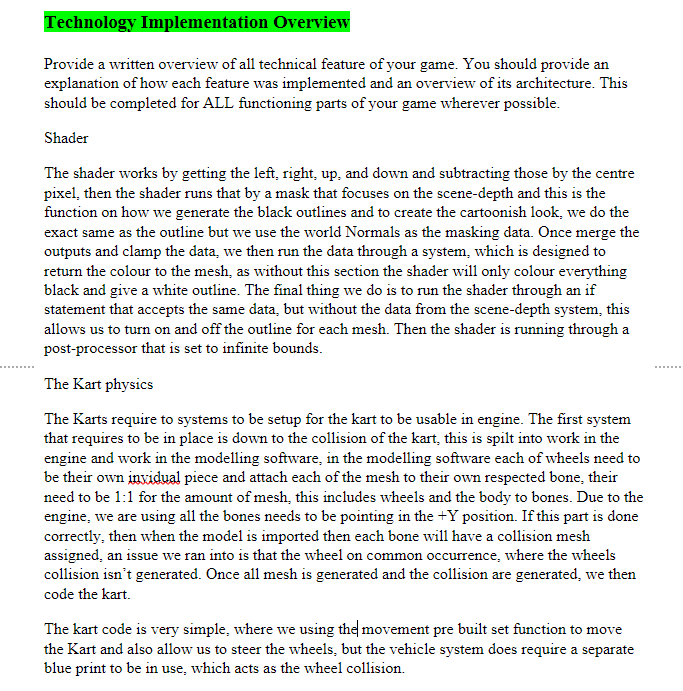 Technology Implementation Overview
Provide a written overview of all technical feature of your game. You should provide an
explanation of how each feature was implemented and an overview of its architecture. This
should be completed for ALL functioning parts of your game wherever possible.
Shader
The shader works by getting the left, right, up, and down and subtracting those by the centre
pixel, then the shader runs that by a mask that focuses on the scene-depth and this is the
function on how we generate the black outlines and to create the cartoonish look, we do the
exact same as the outline but we use the world Normals as the masking data. Once merge the
outputs and clamp the data, we then run the data through a system, which is designed to
return the colour to the mesh, as without this section the shader will only colour everything
black and give a white outline. The final thing we do is to run the shader through an if
statement that accepts the same data, but without the data from the scene-depth system, this
allows us to turn on and off the outline for each mesh. Then the shader is running through a
post-processor that is set to infinite bounds.
The Kart physics
The Karts require to systems to be setup for the kart to be usable in engine. The first system
that requires to be in place is down to the collision of the kart, this is spilt into work in the
engine and work in the modelling software, in the modelling software each of wheels need to
be their own invidual piece and attach each of the mesh to their own respected bone, their
need to be 1:1 for the amount of mesh, this includes wheels and the body to bones. Due to the
engine, we are using all the bones needs to be pointing in the +Y position. If this part is done
correctly, then when the model is imported then each bone will have a collision mesh
assigned, an issue we ran into is that the wheel on common occurrence, where the wheels
collision isn't generated. Once all mesh is generated and the collision are generated, we then
code the kart.
The kart code is very simple, where we using the movement pre built set function to move
the Kart and also allow us to steer the wheels, but the vehicle system does require a separate
blue print to be in use, which acts as the wheel collision.